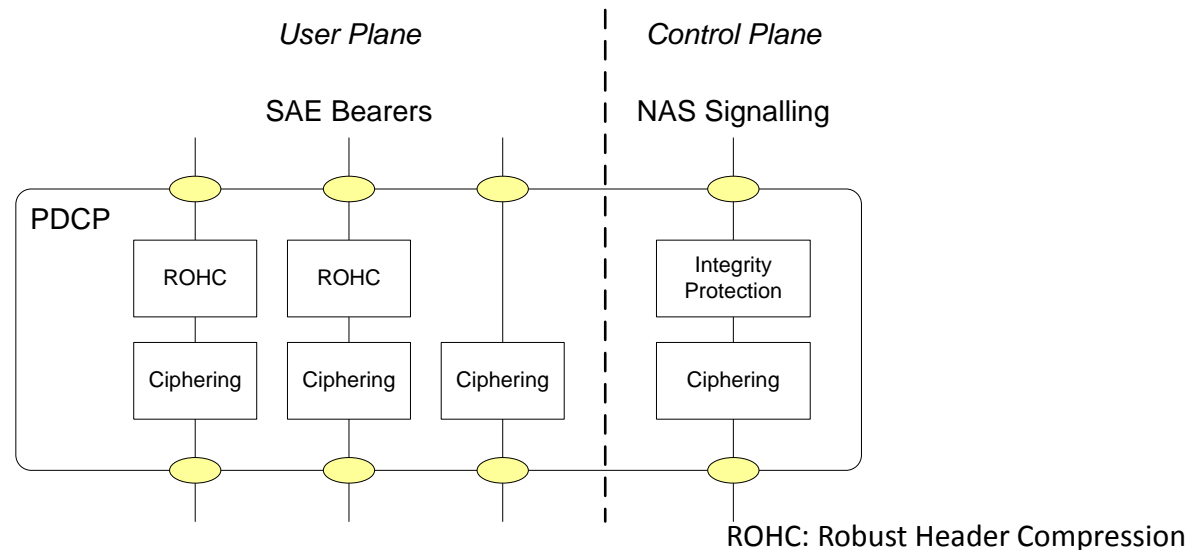 User Plane
Control Plane
SAE Bearers
NAS Signalling
PDCP
ROHC
ROHC
Integrity
Protection
Ciphering
Ciphering
Ciphering
Ciphering
ROHC: Robust Header Compression